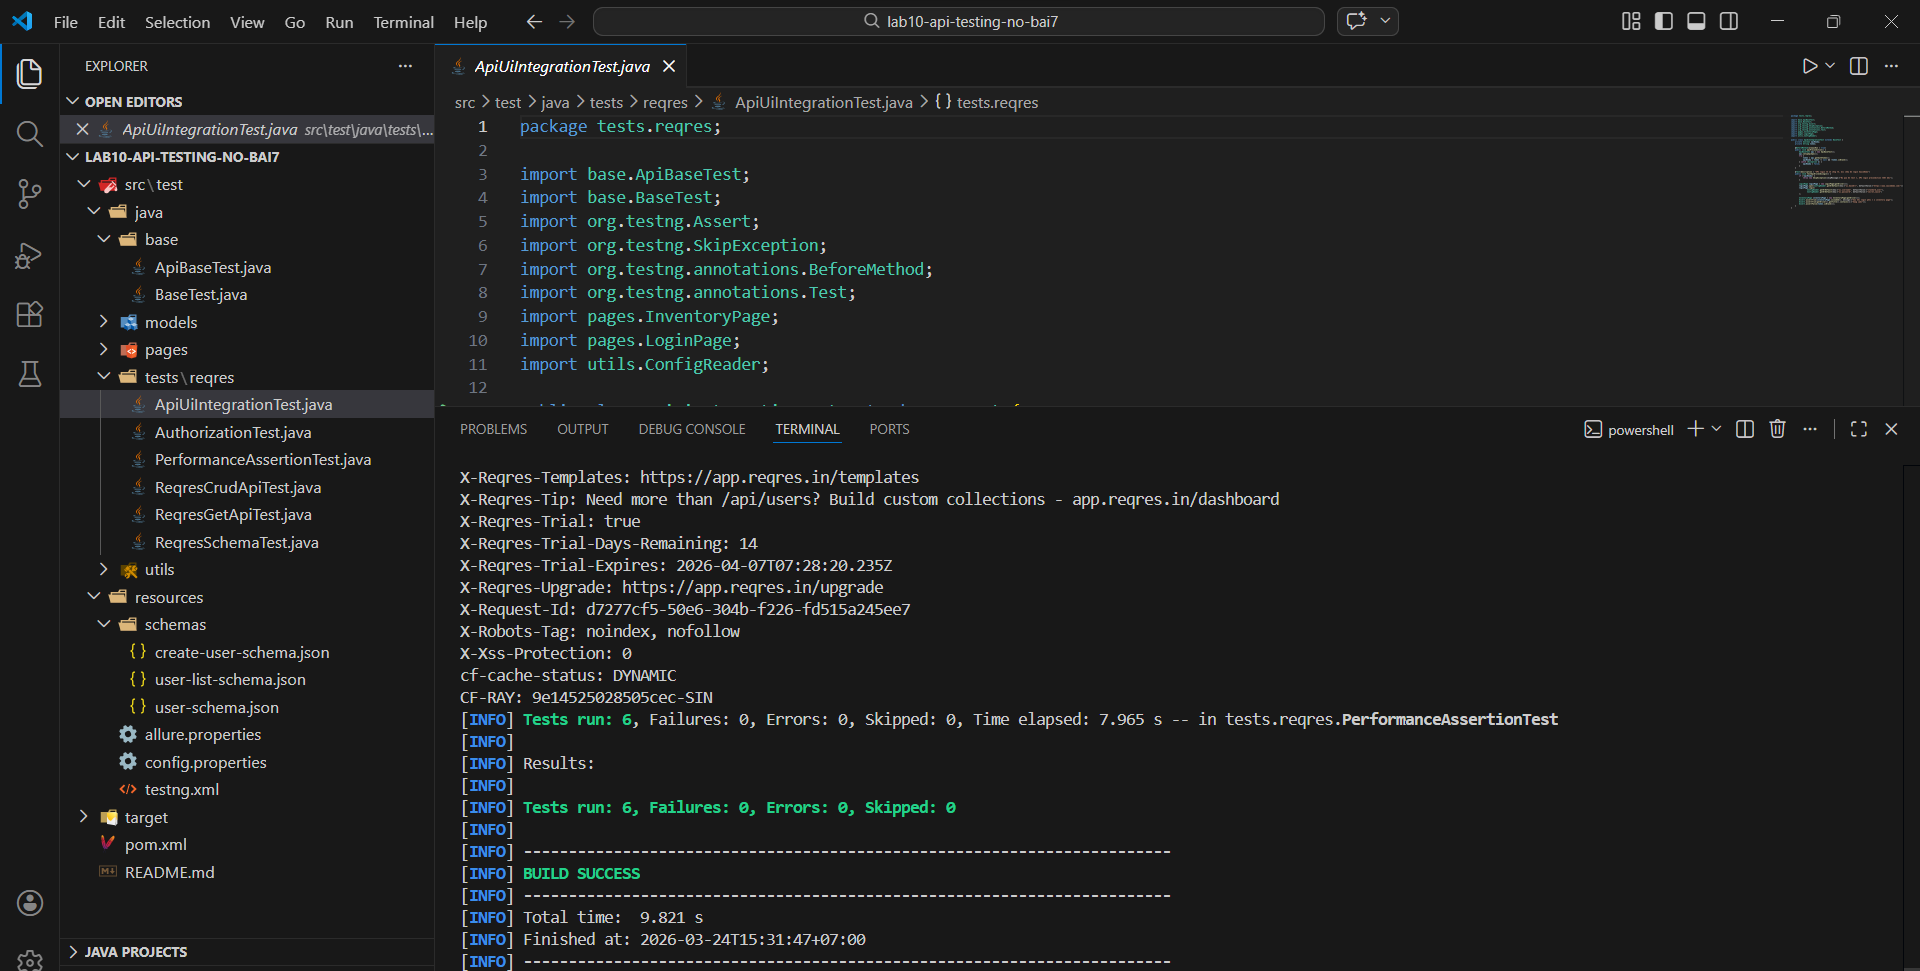 File Edit Selection View Go Run Terminal Help
lab10-api-testing-no-bai7
EXPLORER
OPEN EDITORS
ApiUiIntegrationTest.java src\test\java\tests\...
LAB10-API-TESTING-NO-BAI7
src\test
java
base
ApiBaseTest.java
BaseTest.java
models
pages
tests\reqres
ApiUiIntegrationTest.java
AuthorizationTest.java
PerformanceAssertionTest.java
ReqresCrudApiTest.java
ReqresGetApiTest.java
ReqresSchemaTest.java
utils
resources
schemas
create-user-schema.json
user-list-schema.json
user-schema.json
allure.properties
config.properties
testng.xml
target
pom.xml
README.md
JAVA PROJECTS
ApiUiIntegrationTest.java
src > test > java > tests > reqres > ApiUiIntegrationTest.java > {} tests.reqres
1 package tests.reqres;
2
3 import base.ApiBaseTest;
4 import base.BaseTest;
5 import org.testng.Assert;
6 import org.testng.SkipException;
7 import org.testng.annotations.BeforeMethod;
8 import org.testng.annotations.Test;
9 import pages.InventoryPage;
10 import pages.LoginPage;
11 import utils.ConfigReader;
12
PROBLEMS OUTPUT DEBUG CONSOLE TERMINAL PORTS
powershell
X-Reqres-Templates: https://app.reqres.in/templates
X-Reqres-Tip: Need more than /api/users? Build custom collections - app.reqres.in/dashboard
X-Reqres-Trial: true
X-Reqres-Trial-Days-Remaining: 14
X-Reqres-Trial-Expires: 2026-04-07T07:28:20.235Z
X-Reqres-Upgrade: https://app.reqres.in/upgrade
X-Request-Id: d7277cf5-50e6-304b-f226-fd515a245ee7
X-Robots-Tag: noindex, nofollow
X-Xss-Protection: 0
cf-cache-status: DYNAMIC
CF-RAY: 9e14525028505cec-SIN
[INFO] Tests run: 6, Failures: 0, Errors: 0, Skipped: 0, Time elapsed: 7.965 s -- in tests.reqres.PerformanceAssertionTest
[INFO]
[INFO] Results:
[INFO]
[INFO] Tests run: 6, Failures: 0, Errors: 0, Skipped: 0
[INFO]
[INFO] ------------------------------------------------------------------------
[INFO] BUILD SUCCESS
[INFO] ------------------------------------------------------------------------
[INFO] Total time:  9.821 s
[INFO] Finished at: 2026-03-24T15:31:47+07:00
[INFO] ------------------------------------------------------------------------